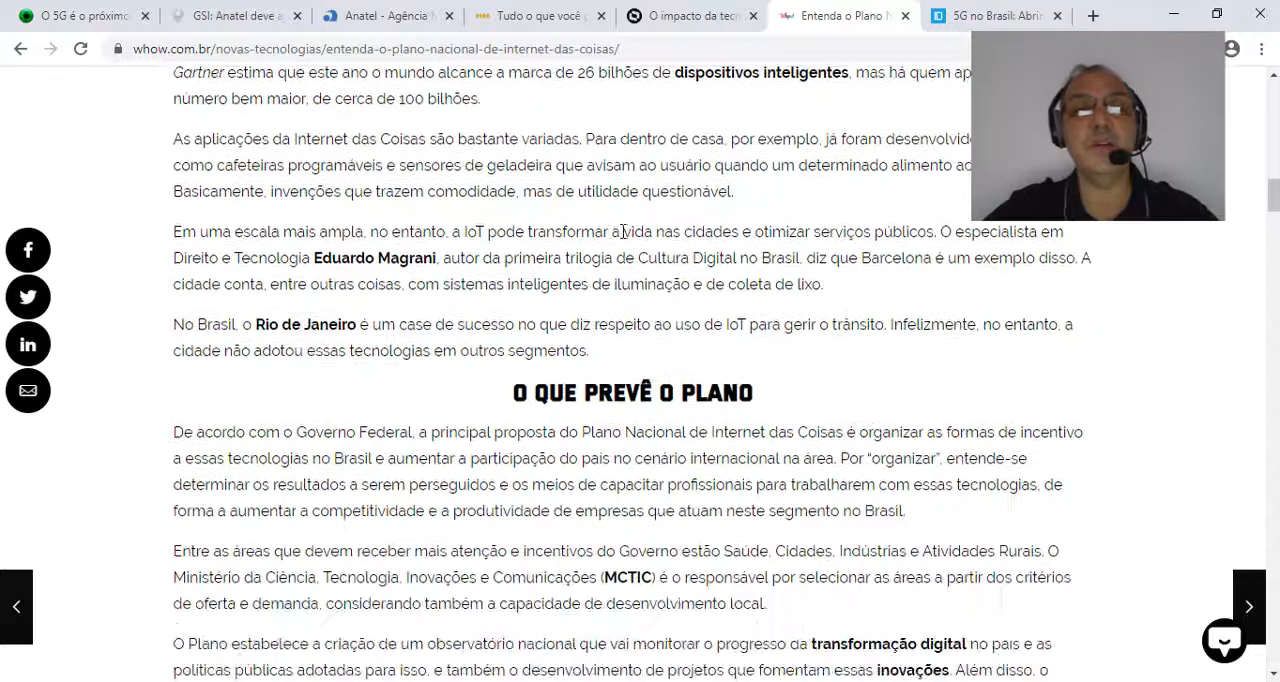 O 5G é o próximo
GSI: Anatel deve a
Anatel - Agência N
Tudo o que você p
O impacto da tecn
Entenda o Plano N
5G no Brasil: Abrin
whow.com.br/novas-tecnologias/entenda-o-plano-nacional-de-internet-das-coisas/
Gartner estima que este ano o mundo alcance a marca de 26 bilhões de dispositivos inteligentes, mas há quem ap
número bem maior, de cerca de 100 bilhões.
As aplicações da Internet das Coisas são bastante variadas. Para dentro de casa, por exemplo, já foram desenvolvid
como cafeteiras programáveis e sensores de geladeira que avisam ao usuário quando um determinado alimento ac
Basicamente, invenções que trazem comodidade, mas de utilidade questionável.
Em uma escala mais ampla, no entanto, a IoT pode transformar a vida nas cidades e otimizar serviços públicos. O especialista em
Direito e Tecnologia Eduardo Magrani, autor da primeira trilogia de Cultura Digital no Brasil, diz que Barcelona é um exemplo disso. A
cidade conta, entre outras coisas, com sistemas inteligentes de iluminação e de coleta de lixo.
No Brasil, o Rio de Janeiro é um case de sucesso no que diz respeito ao uso de IoT para gerir o trânsito. Infelizmente, no entanto, a
cidade não adotou essas tecnologias em outros segmentos.
O QUE PREVÊ O PLANO
De acordo com o Governo Federal, a principal proposta do Plano Nacional de Internet das Coisas é organizar as formas de incentivo
a essas tecnologias no Brasil e aumentar a participação do país no cenário internacional na área. Por “organizar”, entende-se
determinar os resultados a serem perseguidos e os meios de capacitar profissionais para trabalharem com essas tecnologias, de
forma a aumentar a competitividade e a produtividade de empresas que atuam neste segmento no Brasil.
Entre as áreas que devem receber mais atenção e incentivos do Governo estão Saúde, Cidades, Indústrias e Atividades Rurais. O
Ministério da Ciência, Tecnologia, Inovações e Comunicações (MCTIC) é o responsável por selecionar as áreas a partir dos critérios
de oferta e demanda, considerando também a capacidade de desenvolvimento local.
O Plano estabelece a criação de um observatório nacional que vai monitorar o progresso da transformação digital no país e as
políticas públicas adotadas para isso, e também o desenvolvimento de projetos que fomentam essas inovações. Além disso, o